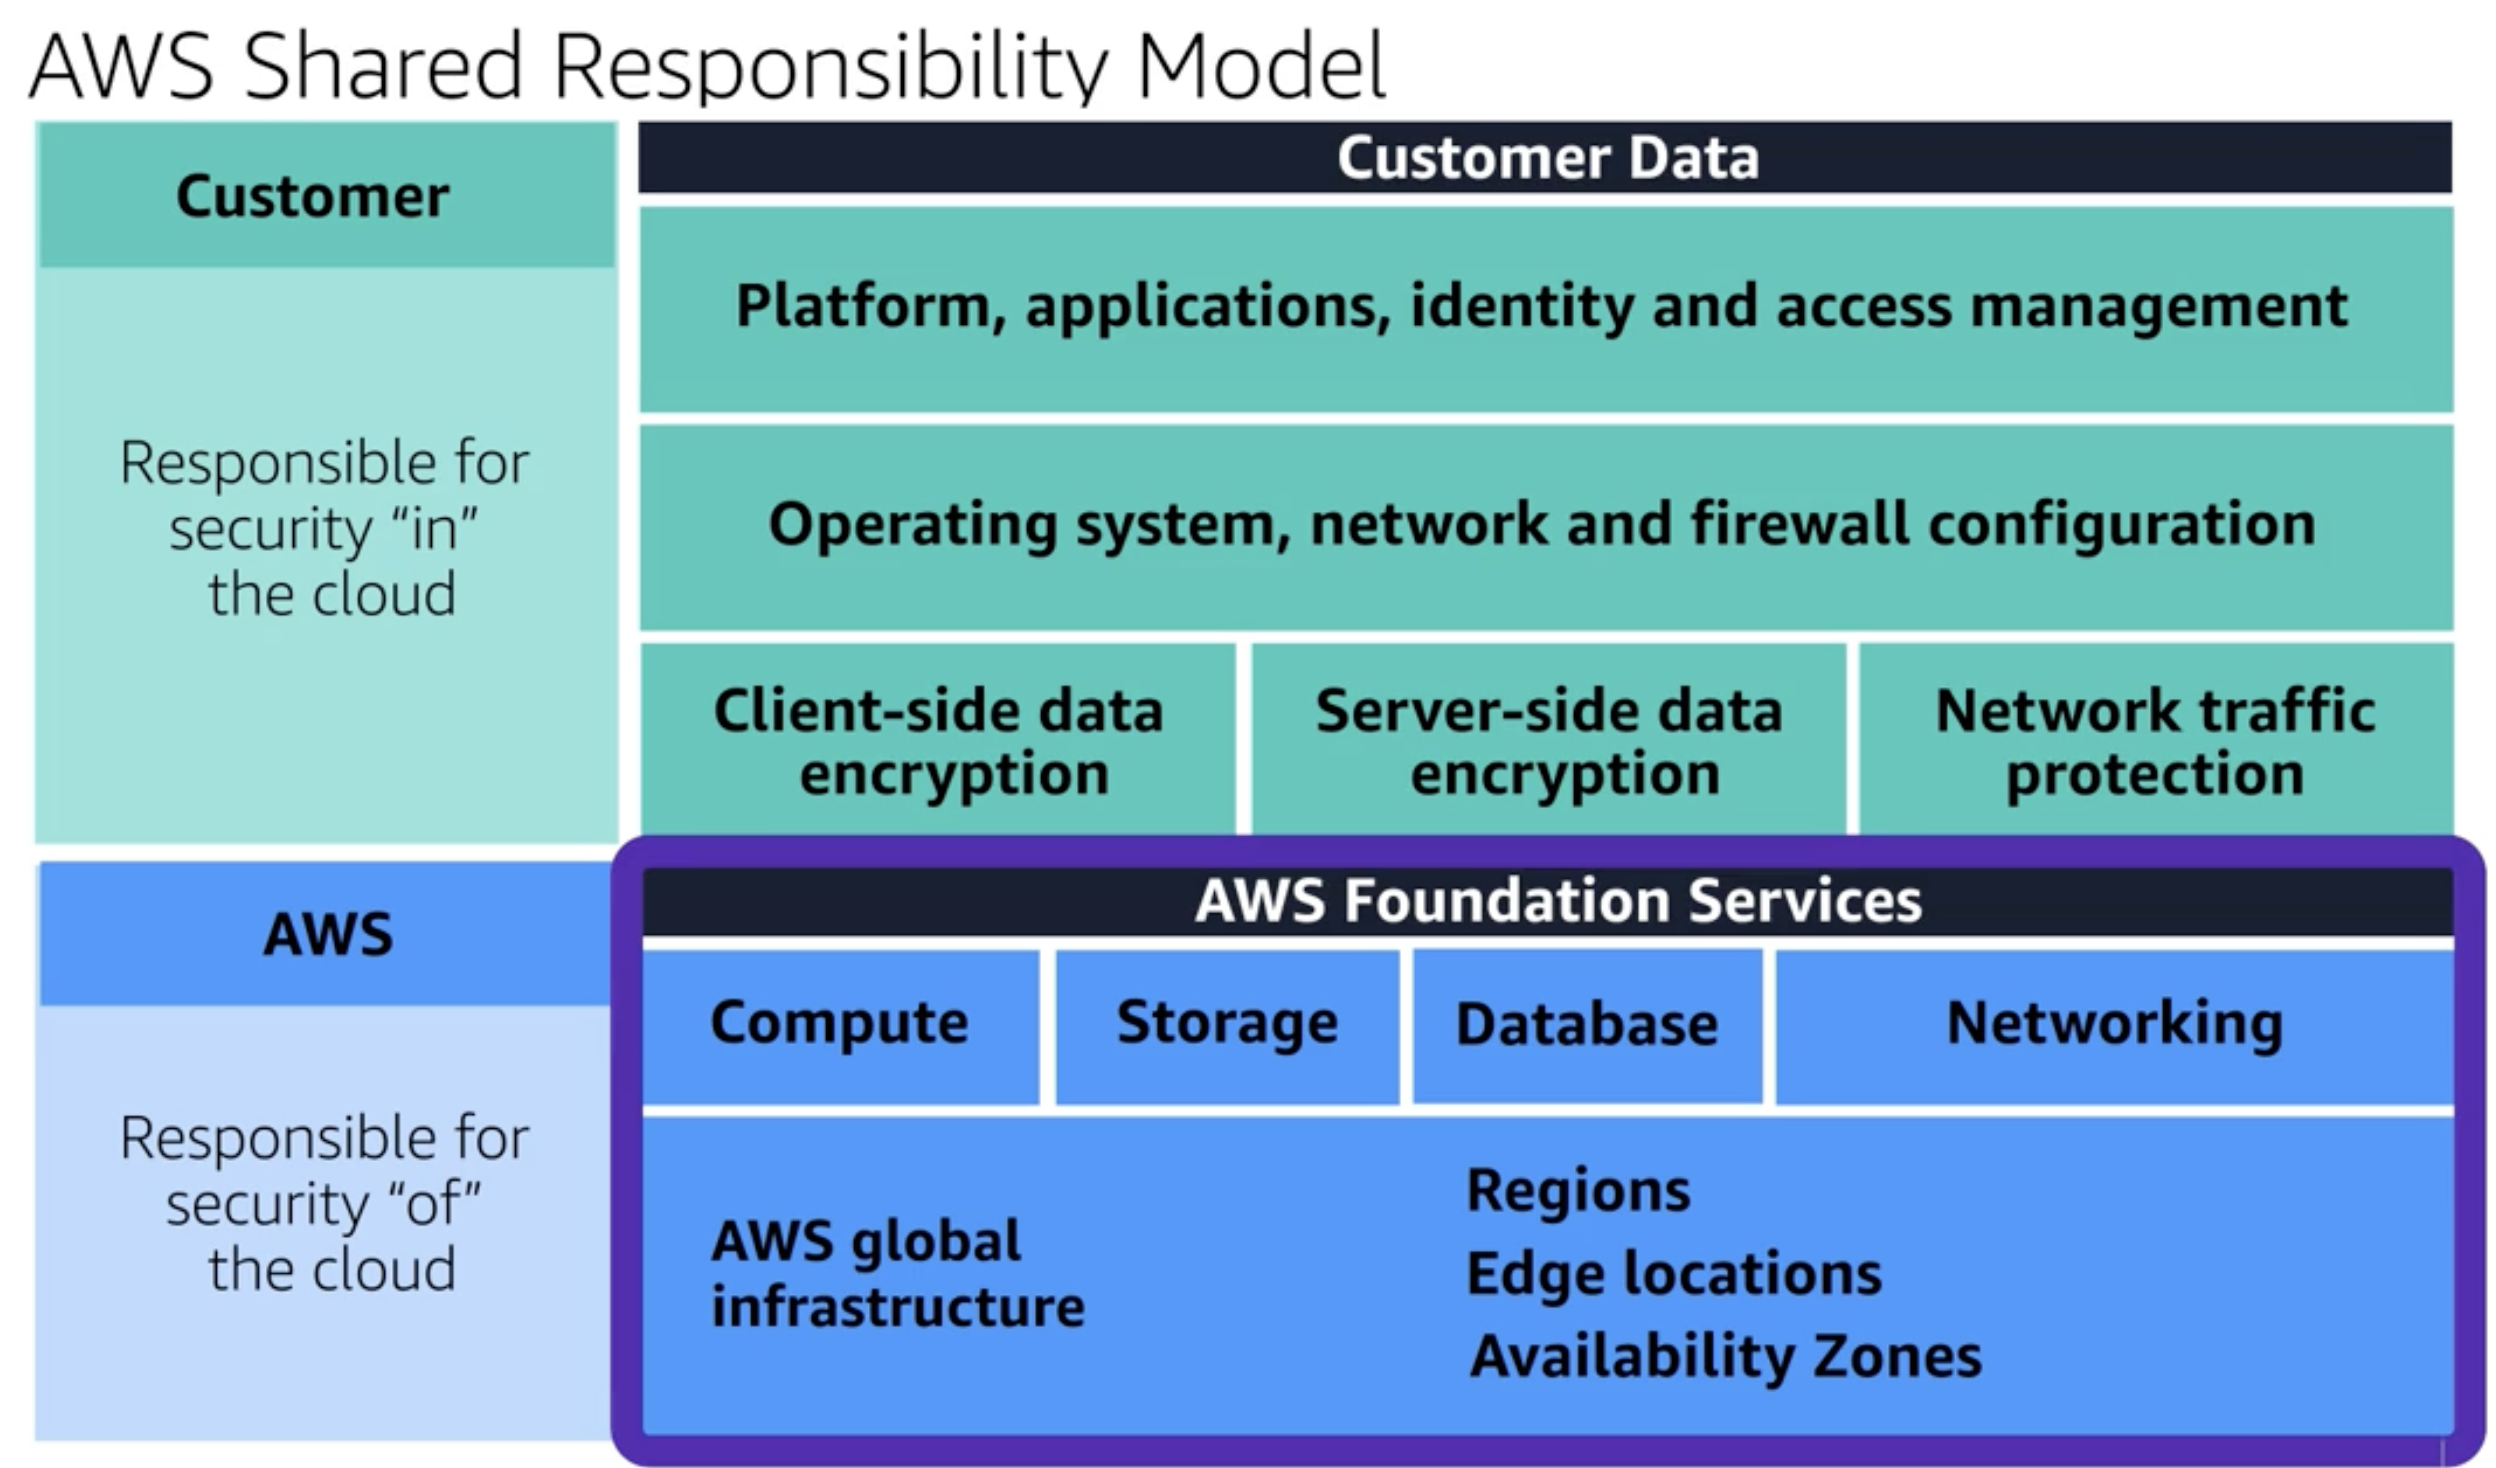 AWS Shared Responsibility Model
Customer
Responsible for
security “in”
the cloud
Customer Data
Platform, applications, identity and access management
Operating system, network and firewall configuration
Client-side data
encryption
Server-side data
encryption
Network traffic
protection
AWS
Responsible for
security “of”
the cloud
AWS Foundation Services
Compute
Storage
Database
Networking
AWS global
infrastructure
Regions
Edge locations
Availability Zones